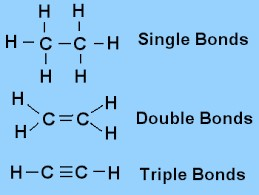 H H
H – C – C – H Single Bonds
H H
H H
C = C Double Bonds
H H
H – C ≡ C – H Triple Bonds